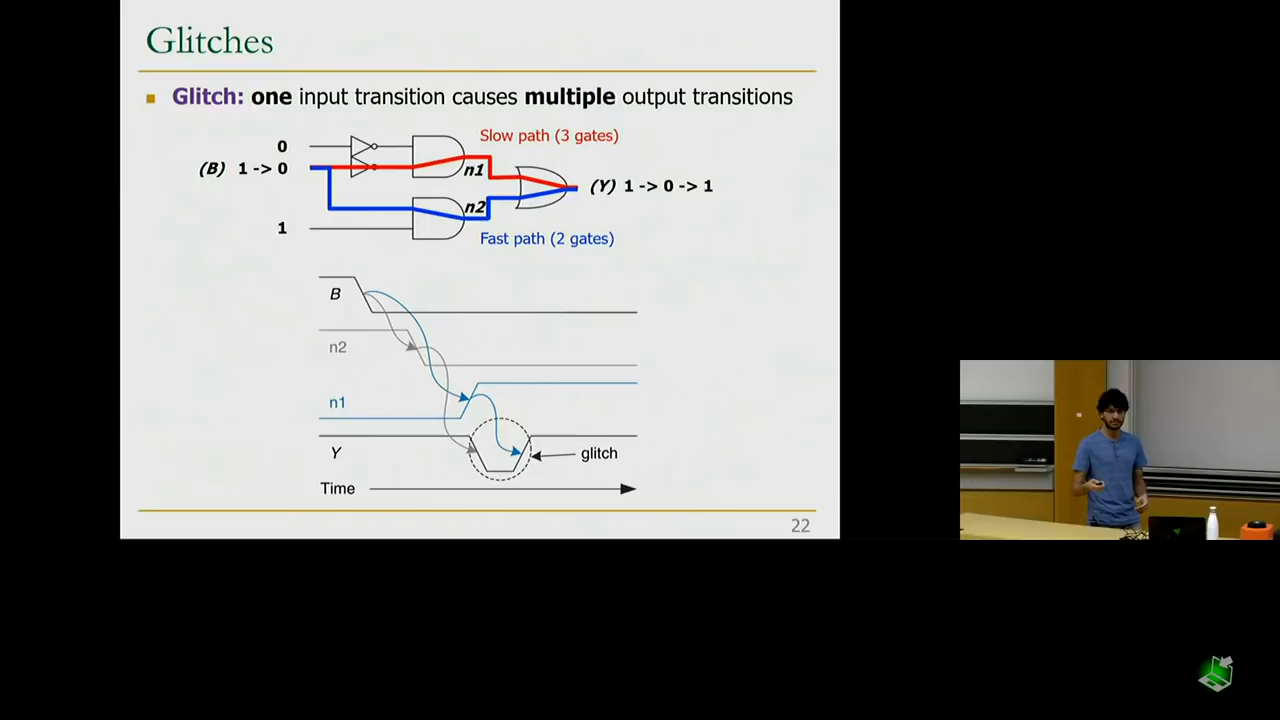 Glitches
Glitch: one input transition causes multiple output transitions
Slow path (3 gates)
0
(B) 1 -> 0
n1
(Y) 1 -> 0 -> 1
n2
1
Fast path (2 gates)
B
n2
n1
Y
glitch
Time
22